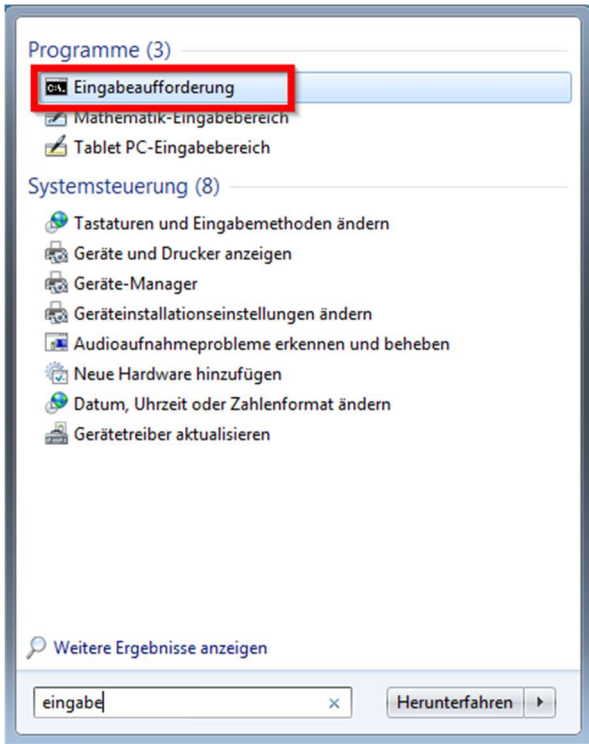 Programme (3)
Eingabeaufforderung
Mathematik-Eingabebereich
Tablet PC-Eingabebereich
Systemsteuerung (8)
Tastaturen und Eingabemethoden ändern
Geräte und Drucker anzeigen
Geräte-Manager
Geräteinstallationseinstellungen ändern
Audioaufnahmeprobleme erkennen und beheben
Neue Hardware hinzufügen
Datum, Uhrzeit oder Zahlenformat ändern
Gerätetreiber aktualisieren
Weitere Ergebnisse anzeigen
eingabe Herunterfahren